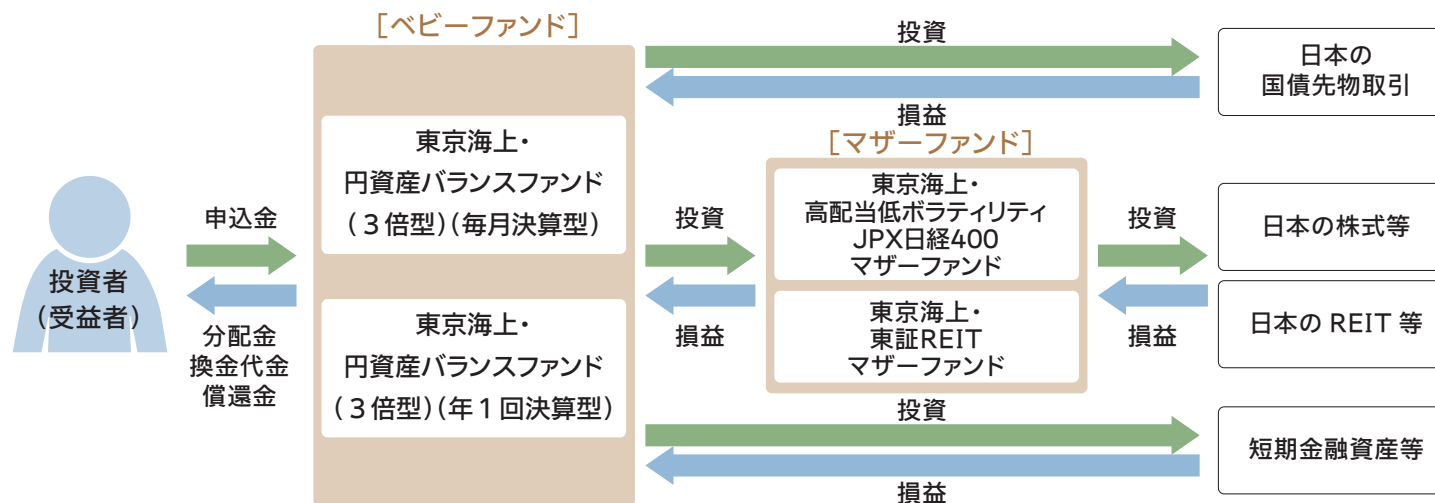 ［ベビーファンド］
投資
日本の
国債先物取引
損益
東京海上・
円資産バランスファンド
（３倍型）（毎月決算型）
［マザーファンド］
東京海上・
高配当低ボラティリティ
JPX日経400
マザーファンド
申込金
投資
投資
日本の株式等
投資者
（受益者）
東京海上・
円資産バランスファンド
（３倍型）（年１回決算型）
東京海上・
東証REIT
マザーファンド
分配金
換金代金
償還金
損益
損益
日本の REIT 等
投資
短期金融資産等
損益